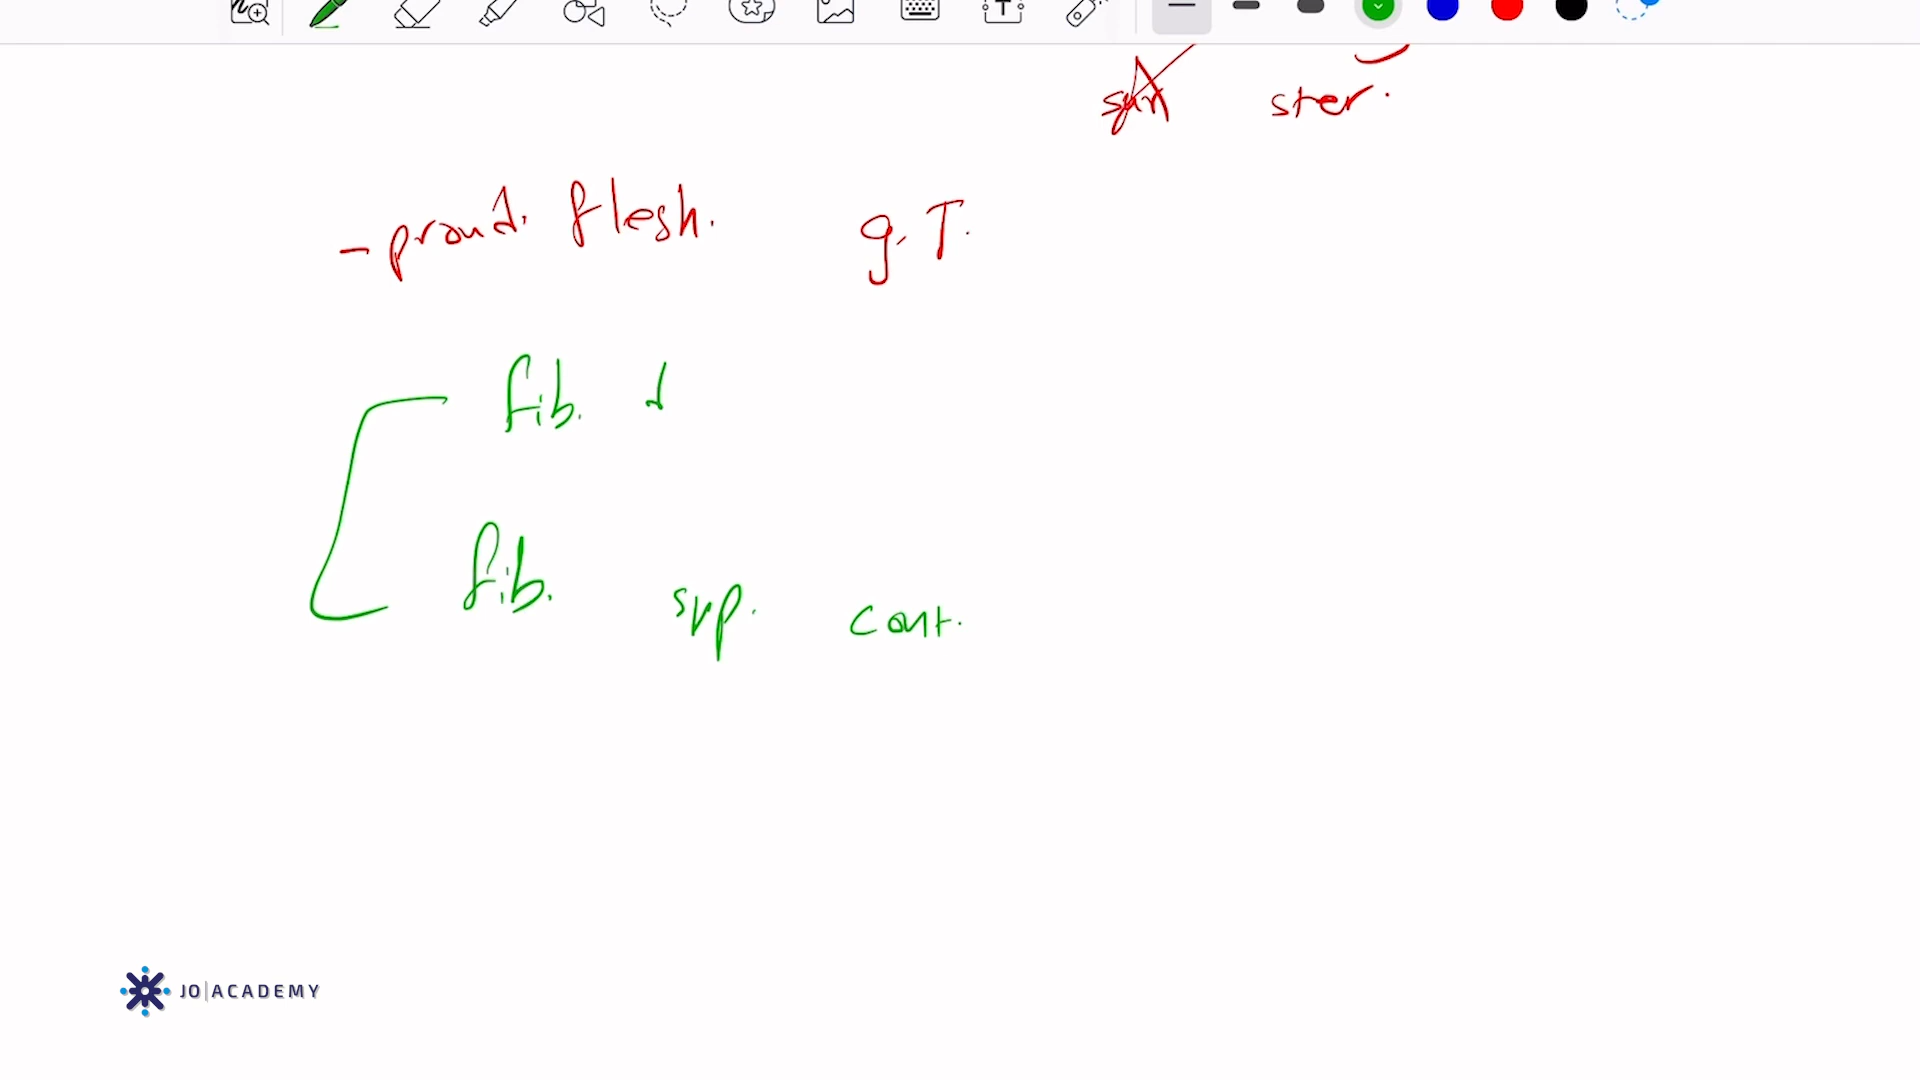 ster.
- proud. flesh. g. T.
fib. d
fib. sup. cont.
JO|ACADEMY